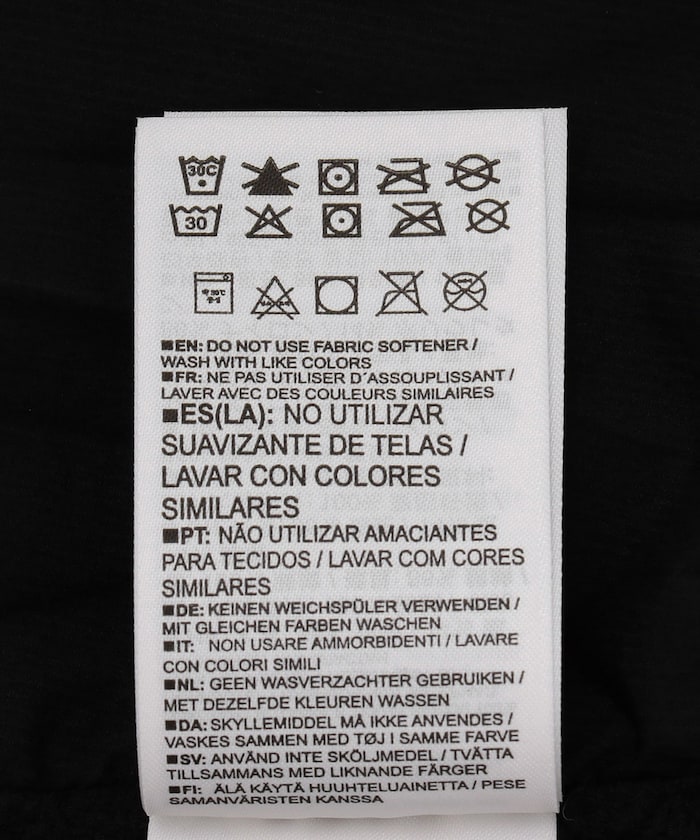 30C
30
■EN: DO NOT USE FABRIC SOFTENER /
WASH WITH LIKE COLORS
■FR: NE PAS UTILISER D´ASSOUPLISSANT /
LAVER AVEC DES COULEURS SIMILAIRES
■ES(LA): NO UTILIZAR
SUAVIZANTE DE TELAS /
LAVAR CON COLORES
SIMILARES
■PT: NÃO UTILIZAR AMACIANTES
PARA TECIDOS / LAVAR COM CORES
SIMILARES
■DE: KEINEN WEICHSPÜLER VERWENDEN /
MIT GLEICHEN FARBEN WASCHEN
■IT: NON USARE AMMORBIDENTI / LAVARE
CON COLORI SIMILI
■NL: GEEN WASVERZACHTER GEBRUIKEN /
MET DEZELFDE KLEUREN WASSEN
■DA: SKYLLEMIDDEL MÅ IKKE ANVENDES /
VASKES SAMMEN MED TØJ I SAMME FARVE
■SV: ANVÄND INTE SKÖLJMEDEL / TVÄTTA
TILLSAMMANS MED LIKNANDE FÄRGER
■FI: ÄLÄ KÄYTÄ HUUHTELUAINETTA / PESE
SAMANVÄRISTEN KANSSA